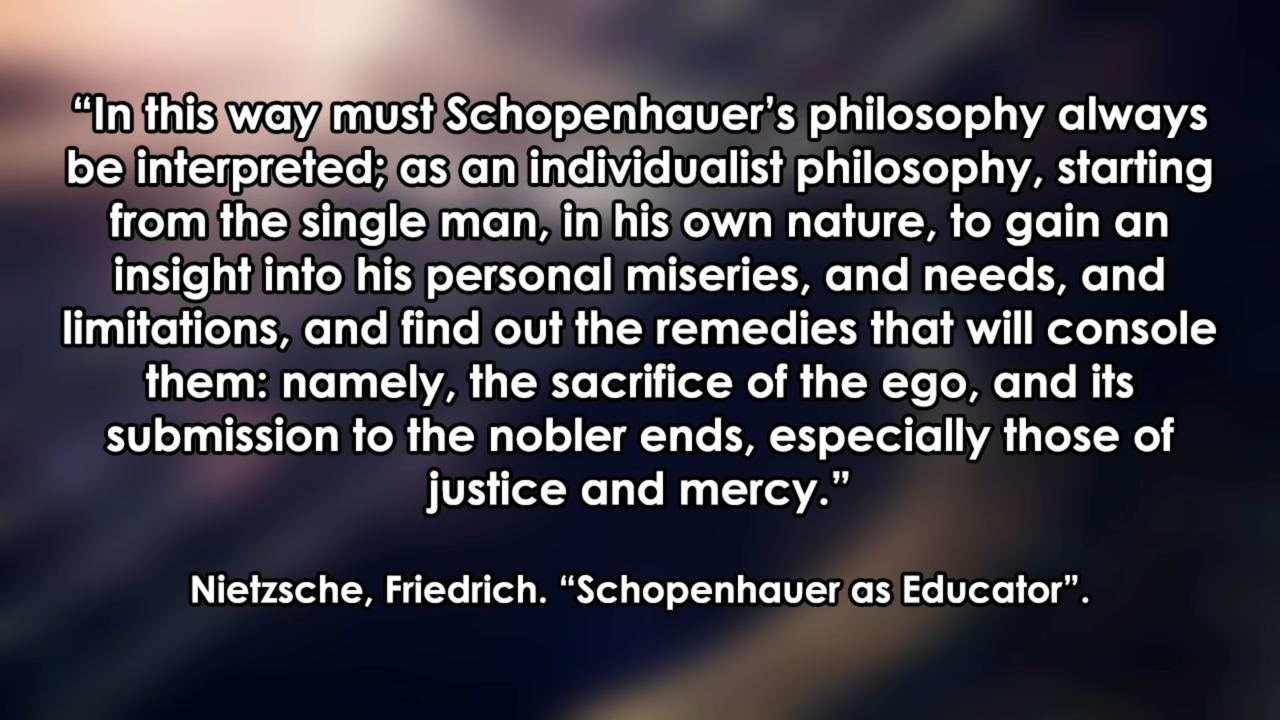 “In this way must Schopenhauer’s philosophy always
be interpreted; as an individualist philosophy, starting
from the single man, in his own nature, to gain an
insight into his personal miseries, and needs, and
limitations, and find out the remedies that will console
them: namely, the sacrifice of the ego, and its
submission to the nobler ends, especially those of
justice and mercy.”
Nietzsche, Friedrich. “Schopenhauer as Educator”.